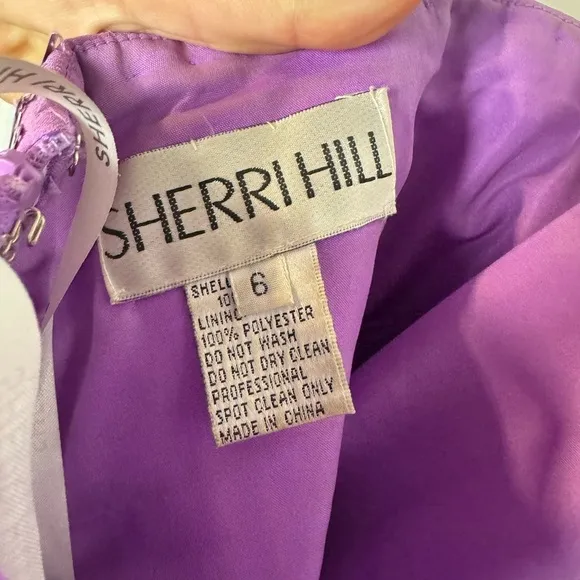 SHERRI HILL
SHERRI HILL
6
SHELL
LINING
100% POLYESTER
DO NOT WASH
DO NOT DRY CLEAN
PROFESSIONAL
SPOT CLEAN ONLY
MADE IN CHINA